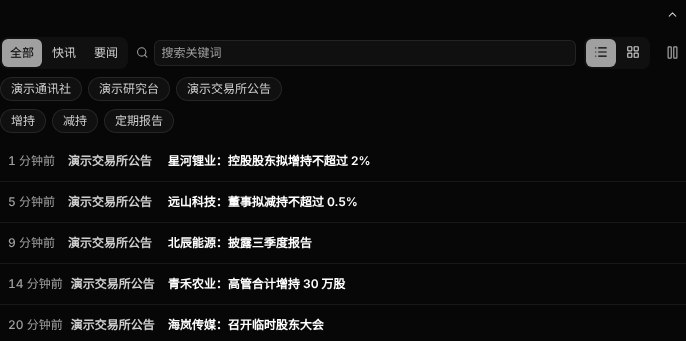 全部 快讯 要闻 搜索关键词
演示通讯社 演示研究台 演示交易所公告
增持 减持 定期报告
1 分钟前 演示交易所公告 星河锂业：控股股东拟增持不超过 2%
5 分钟前 演示交易所公告 远山科技：董事拟减持不超过 0.5%
9 分钟前 演示交易所公告 北辰能源：披露三季度报告
14 分钟前 演示交易所公告 青禾农业：高管合计增持 30 万股
20 分钟前 演示交易所公告 海岚传媒：召开临时股东大会